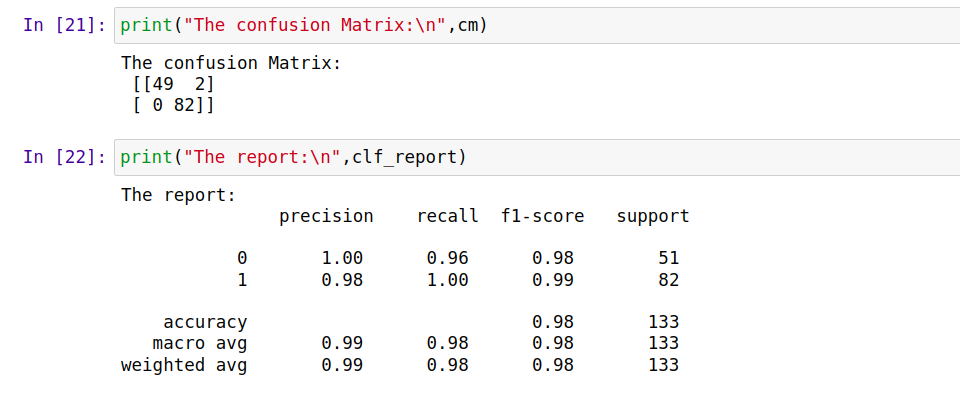 In [21]: print("The confusion Matrix:\n",cm)
The confusion Matrix:
 [[49  2]
 [ 0 82]]
In [22]: print("The report:\n",clf_report)
The report:
               precision    recall  f1-score   support
           0       1.00      0.96      0.98        51
           1       0.98      1.00      0.99        82
    accuracy                           0.98       133
   macro avg       0.99      0.98      0.98       133
weighted avg       0.99      0.98      0.98       133